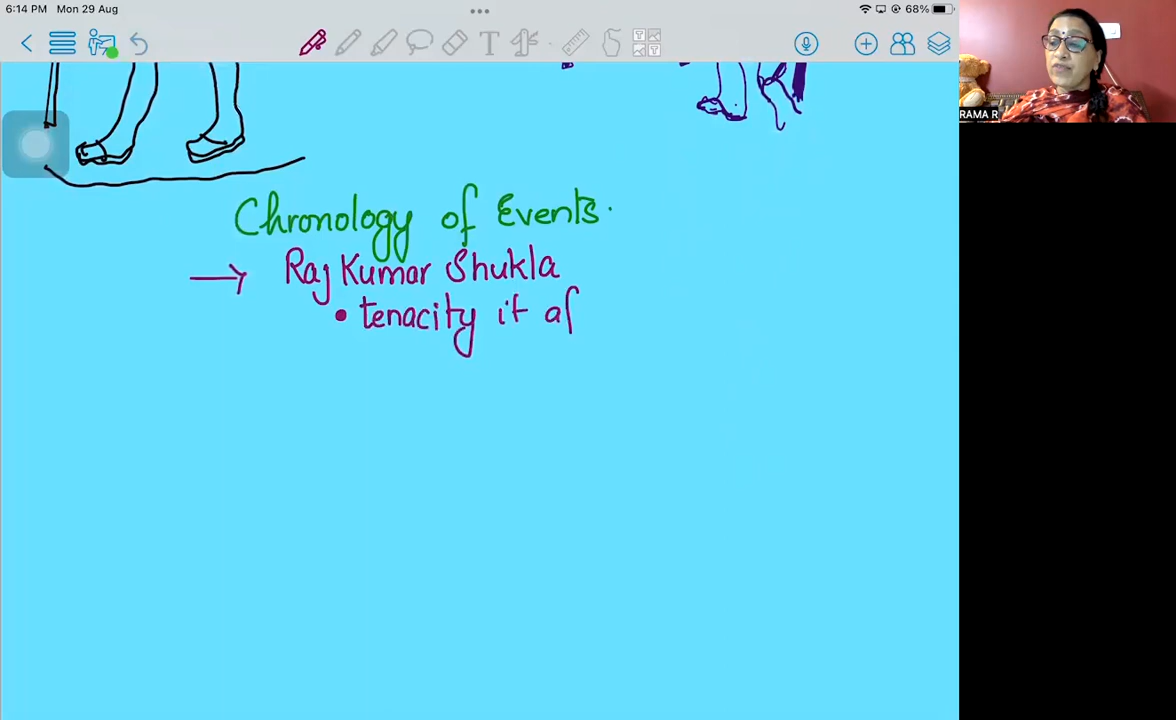 6:14 PM Mon 29 Aug
68%
RAMA R
Chronology of Events.
→ Raj Kumar Shukla
• tenacity it af